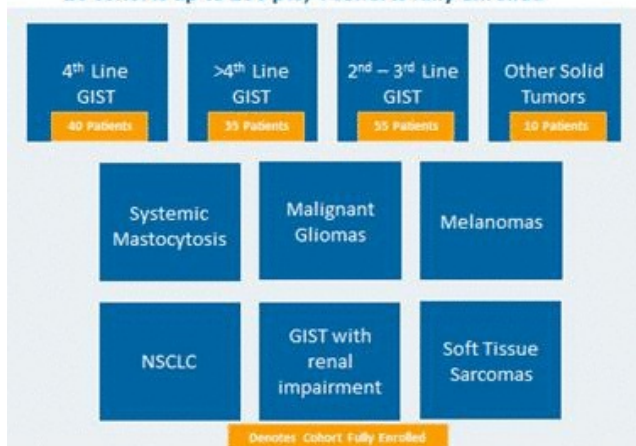 4th Line
GIST
40 Patients
>4th Line
GIST
35 Patients
2nd – 3rd Line
GIST
55 Patients
Other Solid
Tumors
10 Patients
Systemic
Mastocytosis
Malignant
Gliomas
Melanomas
NSCLC
GIST with
renal
impairment
Soft Tissue
Sarcomas
Denotes Cohort Fully Enrolled